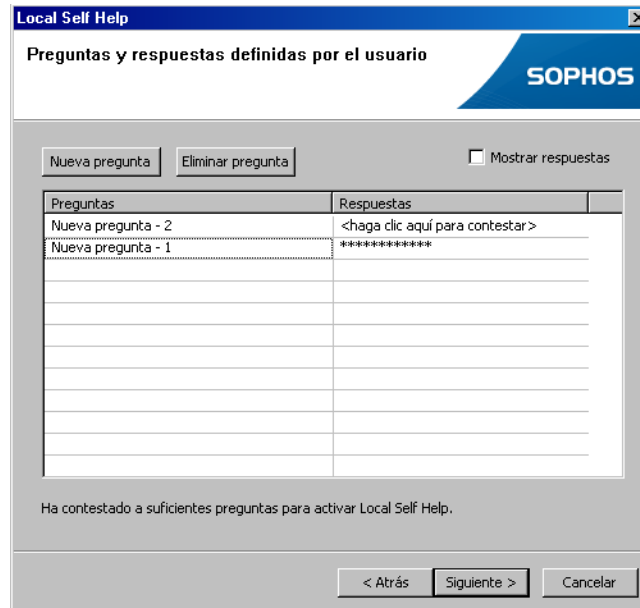 Local Self Help
Preguntas y respuestas definidas por el usuario
SOPHOS
Nueva pregunta Eliminar pregunta Mostrar respuestas
Preguntas Respuestas
Nueva pregunta - 2 <haga clic aquí para contestar>
Nueva pregunta - 1 ************
Ha contestado a suficientes preguntas para activar Local Self Help.
< Atrás Siguiente > Cancelar